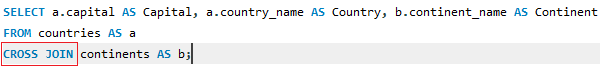 SELECT a.capital AS Capital, a.country_name AS Country, b.continent_name AS Continent
FROM countries AS a
CROSS JOIN continents AS b;